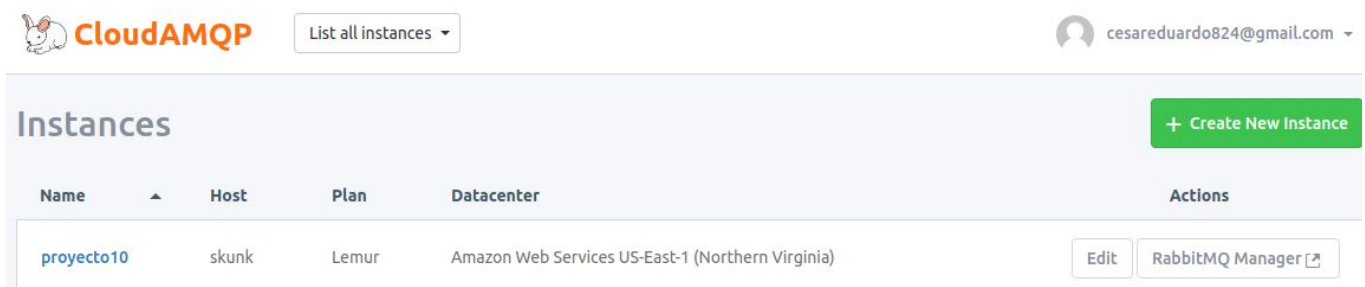 CloudAMQP List all instances cesareduardo824@gmail.com
Instances
+ Create New Instance
Name Host Plan Datacenter Actions
proyecto10 skunk Lemur Amazon Web Services US-East-1 (Northern Virginia) Edit RabbitMQ Manager